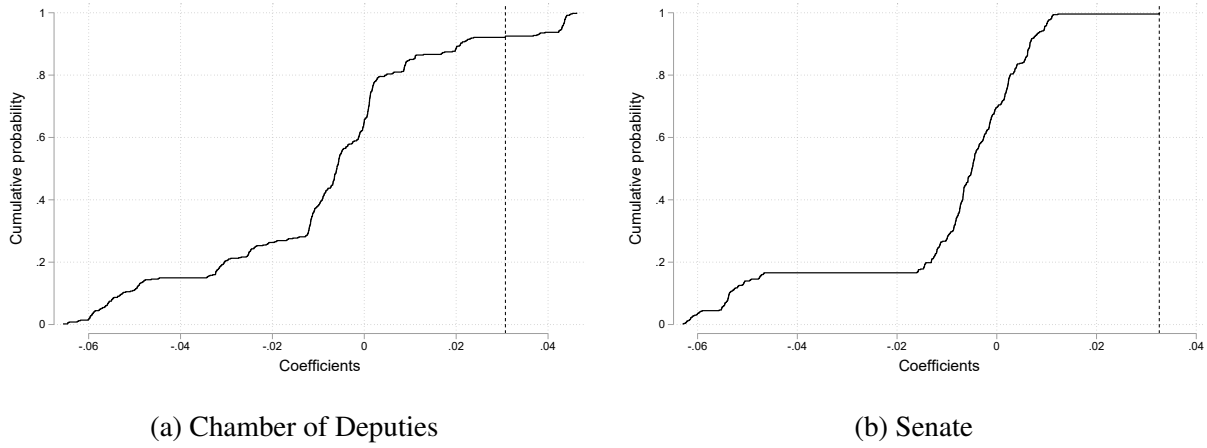 1
.8
.6
.4
.2
0
Cumulative probability
-.06 -.04 -.02 0 .02 .04
Coefficients
(a) Chamber of Deputies
1
.8
.6
.4
.2
0
Cumulative probability
-.06 -.04 -.02 0 .02 .04
Coefficients
(b) Senate